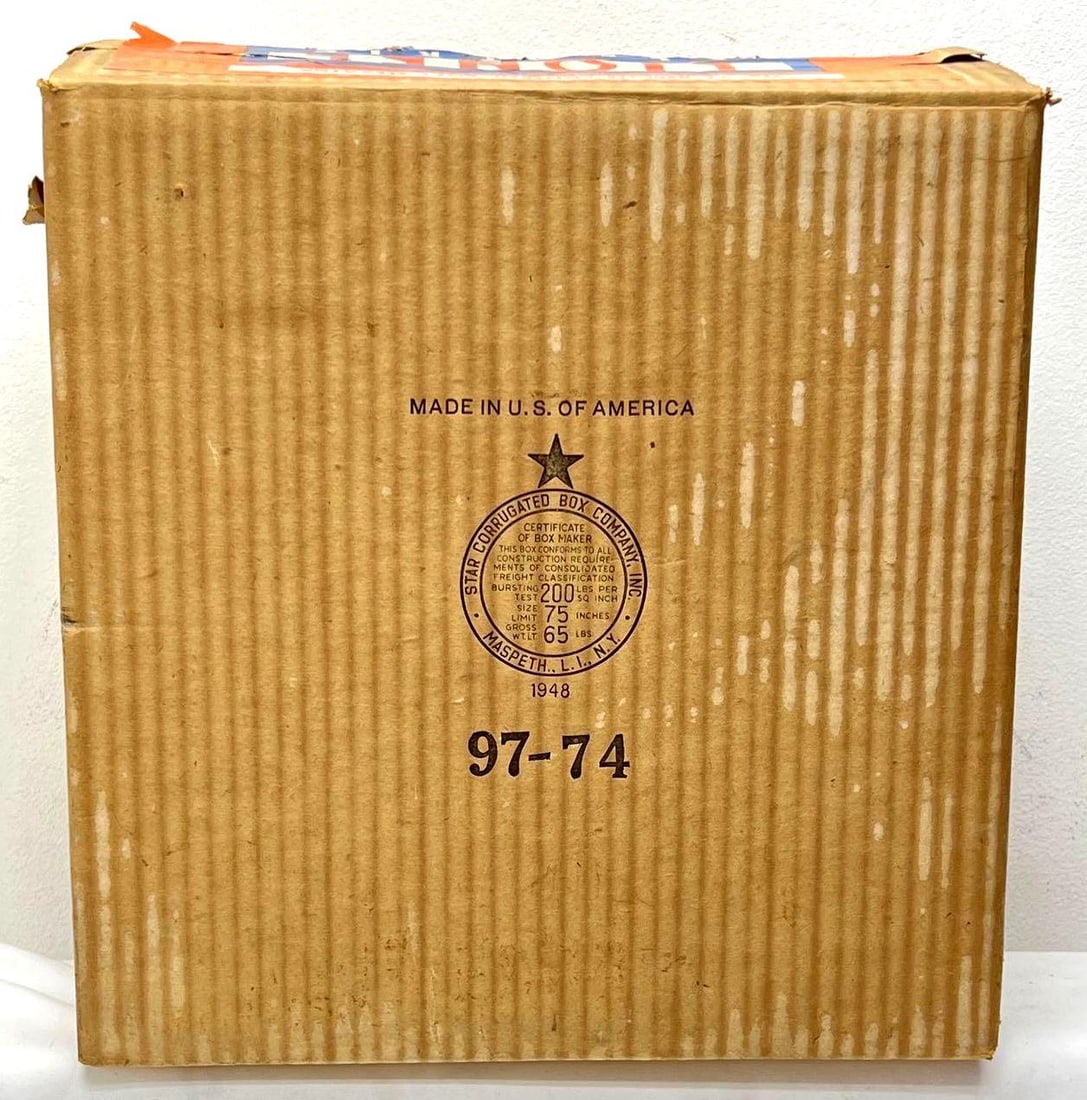 MADE IN U.S. OF AMERICA
STAR CORRUGATED BOX COMPANY, INC.
CERTIFICATE
OF BOX MAKER
THIS BOX CONFORMS TO ALL
CONSTRUCTION REQUIRE-
MENTS OF CONSOLIDATED
FREIGHT CLASSIFICATION
BURSTING TEST 200 LBS PER SQ INCH
SIZE LIMIT 75 INCHES
GROSS WT. LT 65 LBS
MASPETH., L. I., N. Y.
1948
97-74